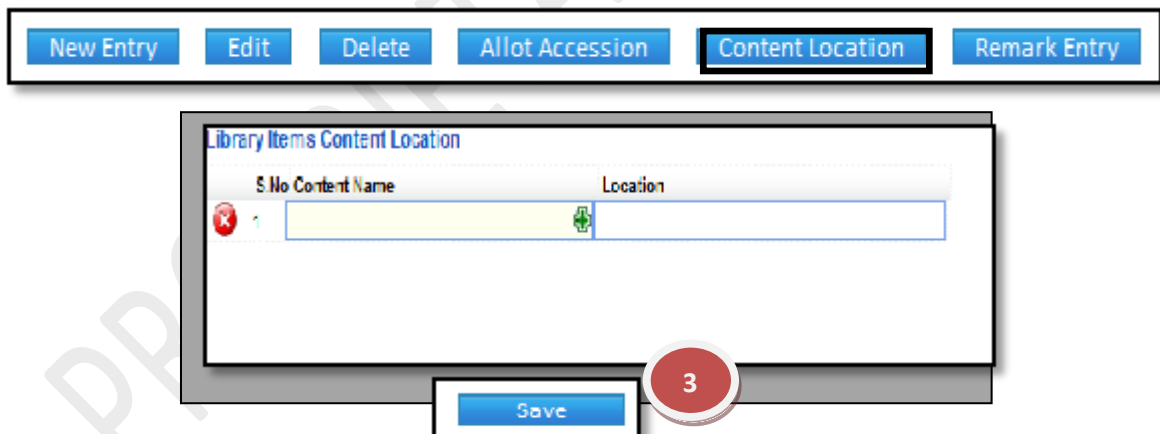 New Entry Edit Delete Allot Accession Content Location Remark Entry
Library Items Content Location
S.No Content Name Location
1
3
Save